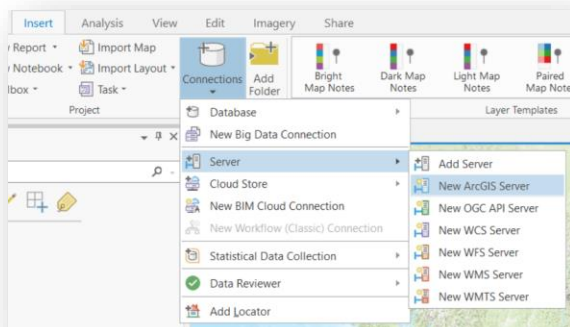 Insert Analysis View Edit Imagery Share
Report
Import Map
Notebook
Import Layout
Task
Connections
Add
Folder
Bright
Map Notes
Dark Map
Notes
Light Map
Notes
Paired
Map Note
Project
Layer Templates
Database
New Big Data Connection
Server
Cloud Store
New BIM Cloud Connection
New Workflow (Classic) Connection
Statistical Data Collection
Data Reviewer
Add Locator
Add Server
New ArcGIS Server
New OGC API Server
New WCS Server
New WFS Server
New WMS Server
New WMTS Server